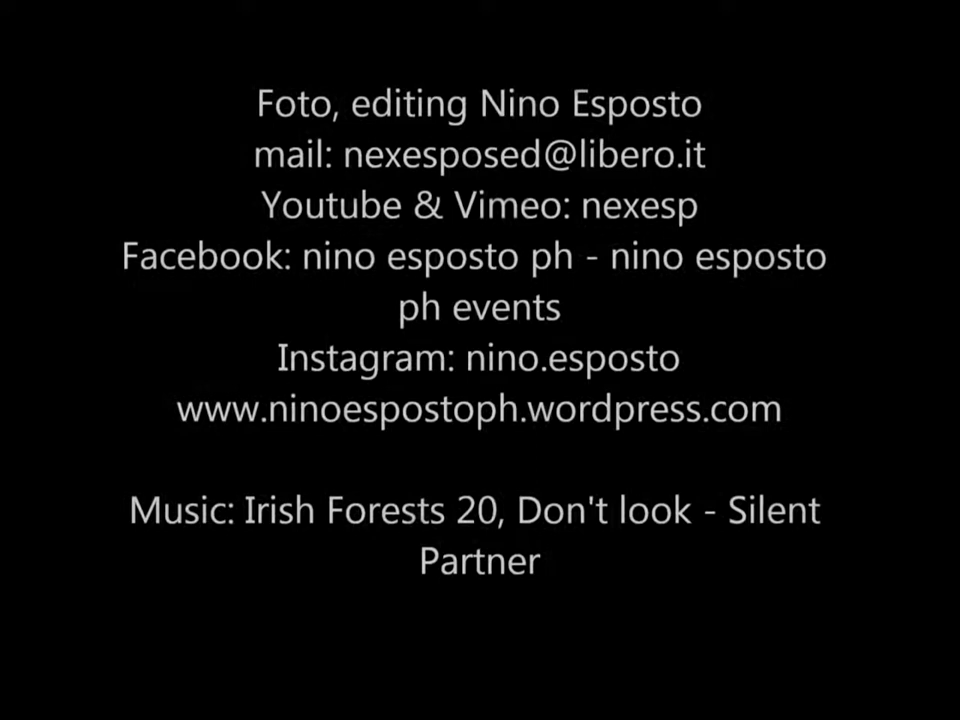 Foto, editing Nino Esposto
mail: nexesposed@libero.it
Youtube & Vimeo: nexesp
Facebook: nino esposto ph - nino esposto
ph events
Instagram: nino.esposto
www.ninoespostoph.wordpress.com
Music: Irish Forests 20, Don't look - Silent
Partner